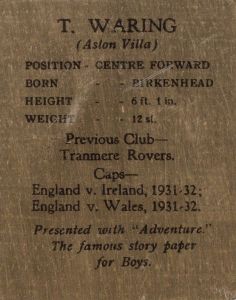 T. WARING
(Aston Villa)
POSITION - CENTRE FORWARD
BORN - - BIRKENHEAD
HEIGHT - - 6 ft. 1 in.
WEIGHT - - 12 st.
Previous Club—
Tranmere Rovers.
Caps—
England v. Ireland, 1931-32;
England v. Wales, 1931-32.
Presented with "Adventure."
The famous story paper
for Boys.